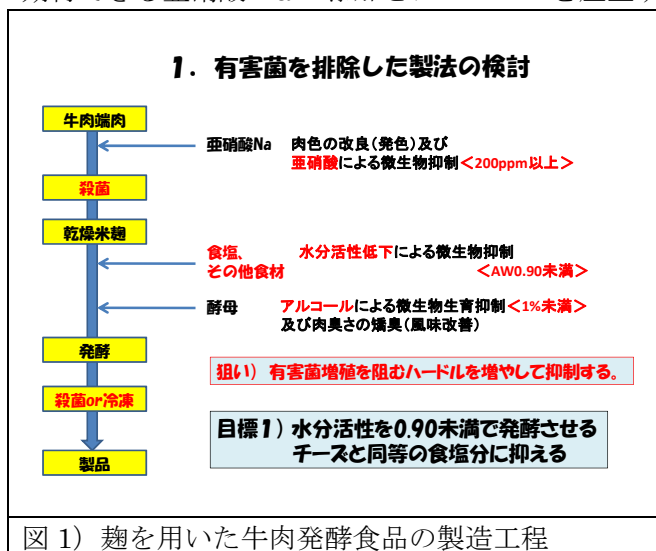 1. 有害菌を排除した製法の検討
牛肉端肉
亜硝酸Na 肉色の改良(発色)及び
亜硝酸による微生物抑制<200ppm以上>
殺菌
乾燥米麹
食塩、 水分活性低下による微生物抑制
その他食材 <AW0.90未満>
酵母 アルコールによる微生物生育抑制<1%未満>
及び肉臭さの矯臭(風味改善)
発酵
狙い) 有害菌増殖を阻むハードルを増やして抑制する。
殺菌or冷凍
目標1) 水分活性を0.90未満で発酵させる
チーズと同等の食塩分に抑える
製品
図 1) 麹を用いた牛肉発酵食品の製造工程